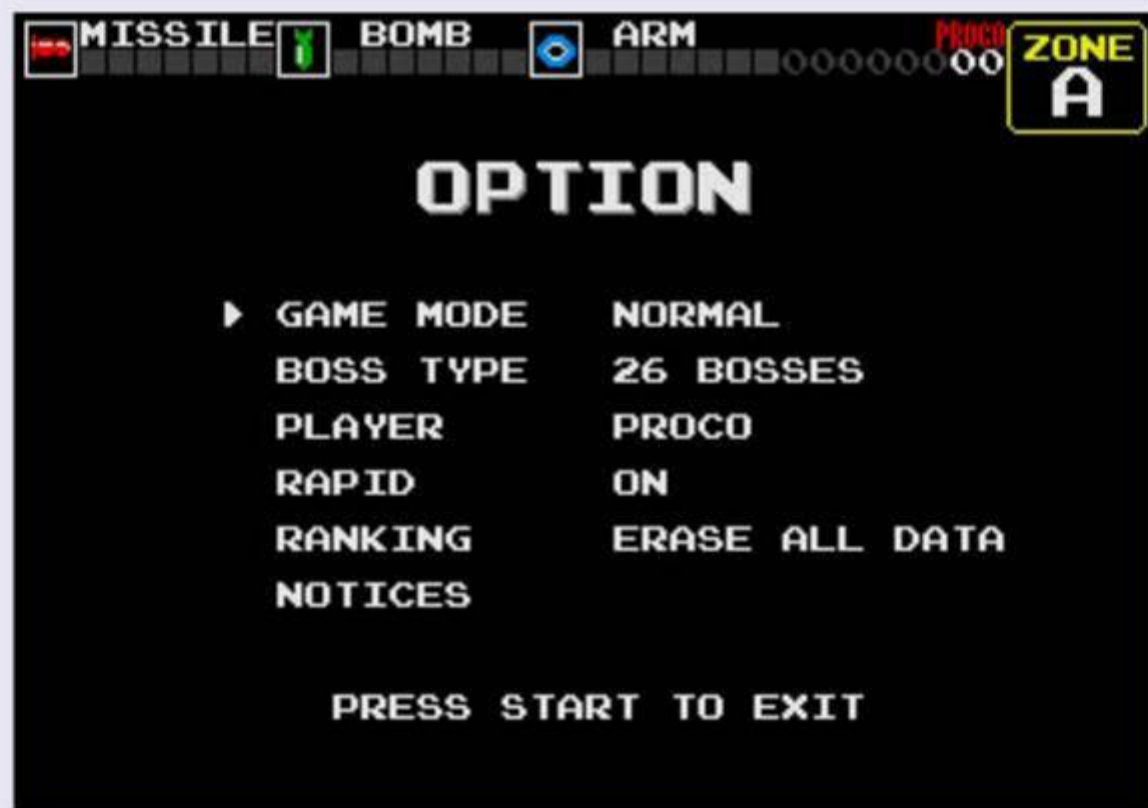 MISSILE BOMB ARM PROCO
000000000 ZONE
A
OPTION
GAME MODE NORMAL
BOSS TYPE 26 BOSSES
PLAYER PROCO
RAPID ON
RANKING ERASE ALL DATA
NOTICES
PRESS START TO EXIT